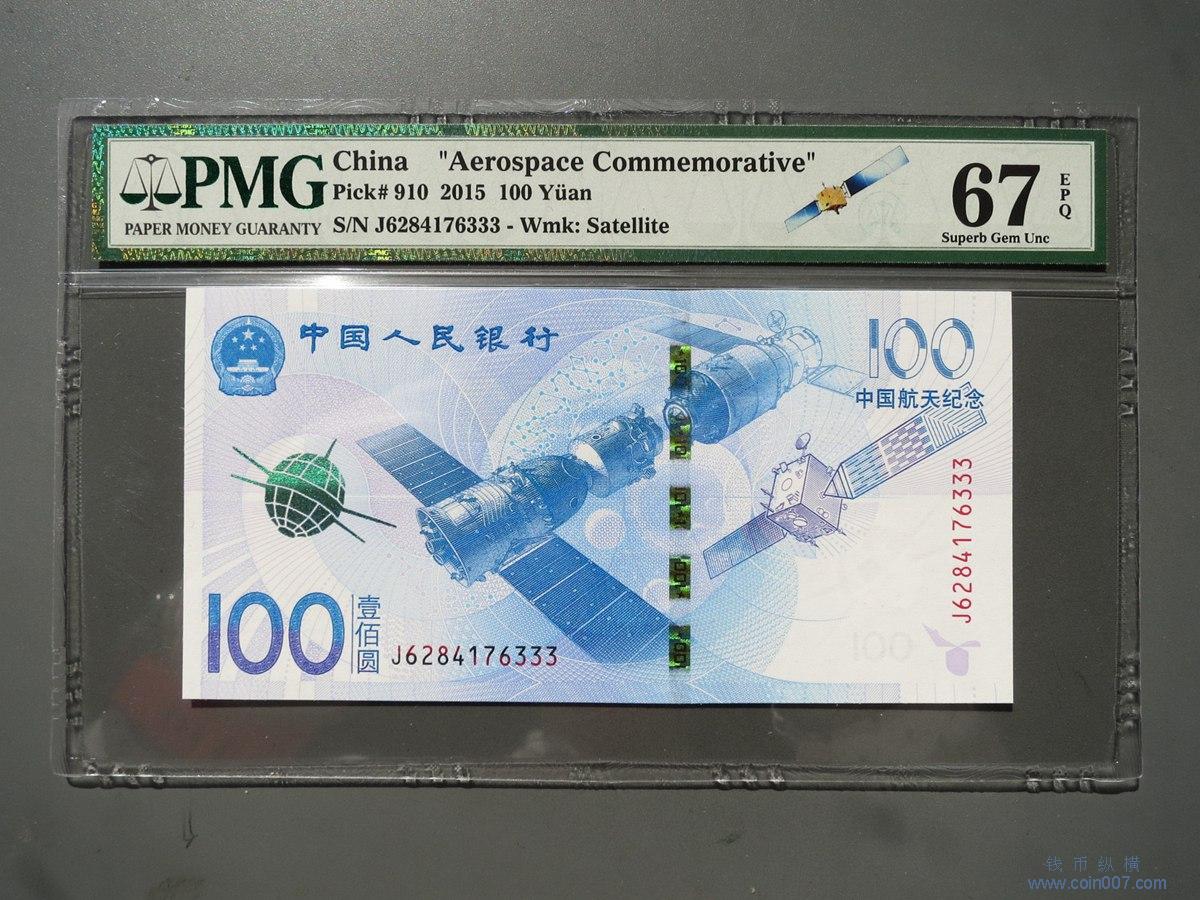 PMG
PAPER MONEY GUARANTY
China "Aerospace Commemorative"
Pick# 910 2015 100 Yüan
S/N J6284176333 - Wmk: Satellite
67
EPQ
Superb Gem Unc
中国人民银行
100
中国航天纪念
J6284176333
100
壹佰圆
J6284176333
100
钱币纵横
www.coin007.com